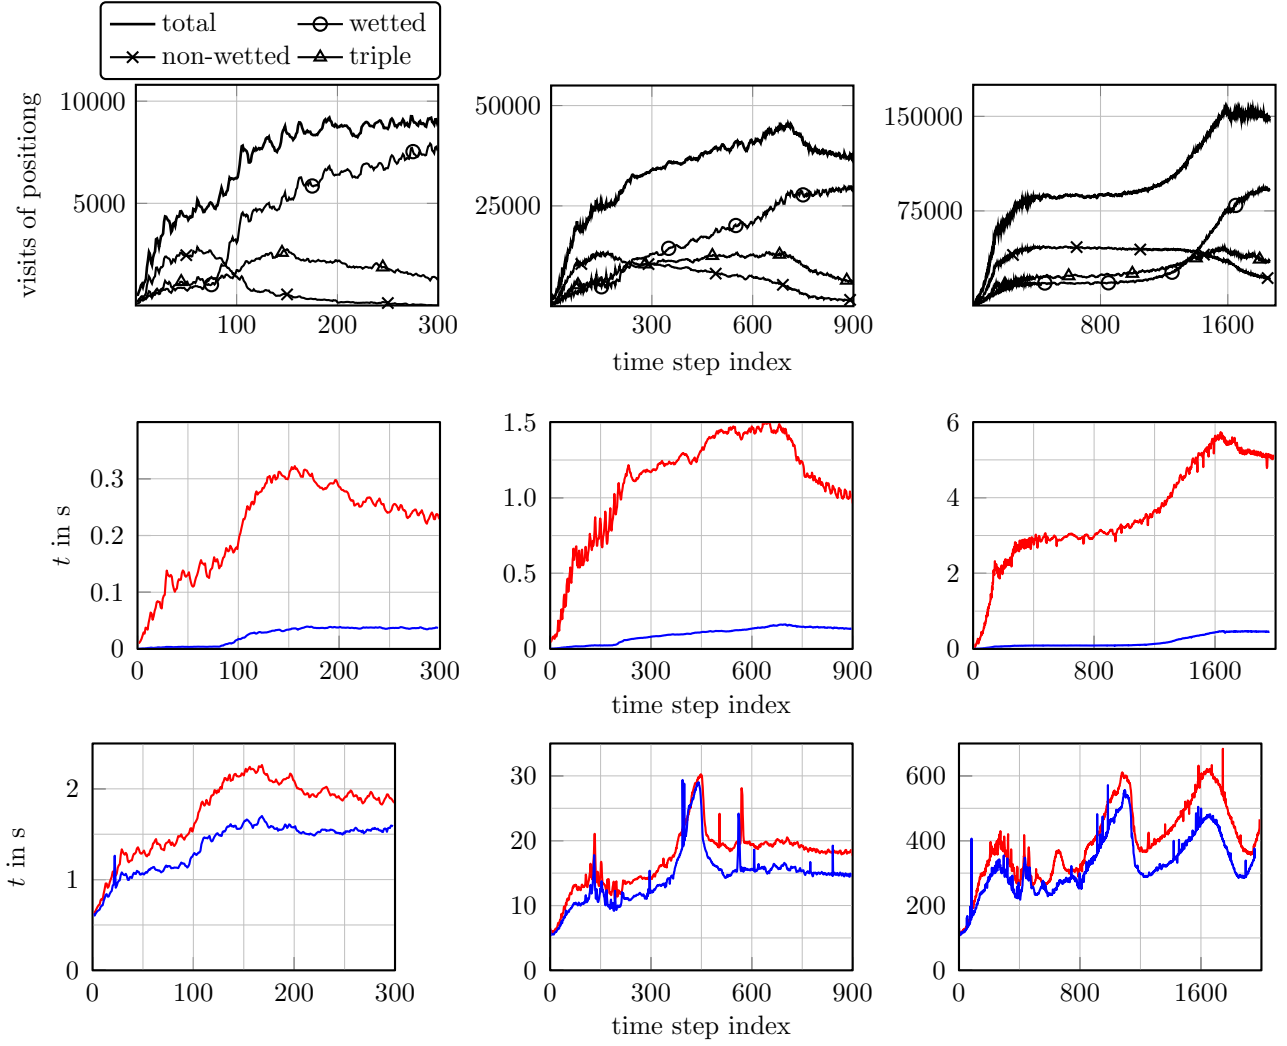 total wetted
non-wetted triple
visits of positiong
10000
5000
100 200 300
50000
25000
300 600 900
time step index
150000
75000
800 1600
t in s
0.3
0.2
0.1
0
0 100 200 300
1.5
1.0
0.5
0
0 300 600 900
time step index
6
4
2
0
0 800 1600
t in s
2
1
0
0 100 200 300
30
20
10
0
0 300 600 900
time step index
600
400
200
0
0 800 1600